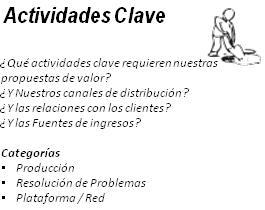 Actividades Clave
¿Qué actividades clave requieren nuestras
propuestas de valor?
¿Y Nuestros canales de distribución?
¿Y las relaciones con los clientes?
¿Y las Fuentes de ingresos?
Categorías
▪ Producción
▪ Resolución de Problemas
▪ Plataforma / Red